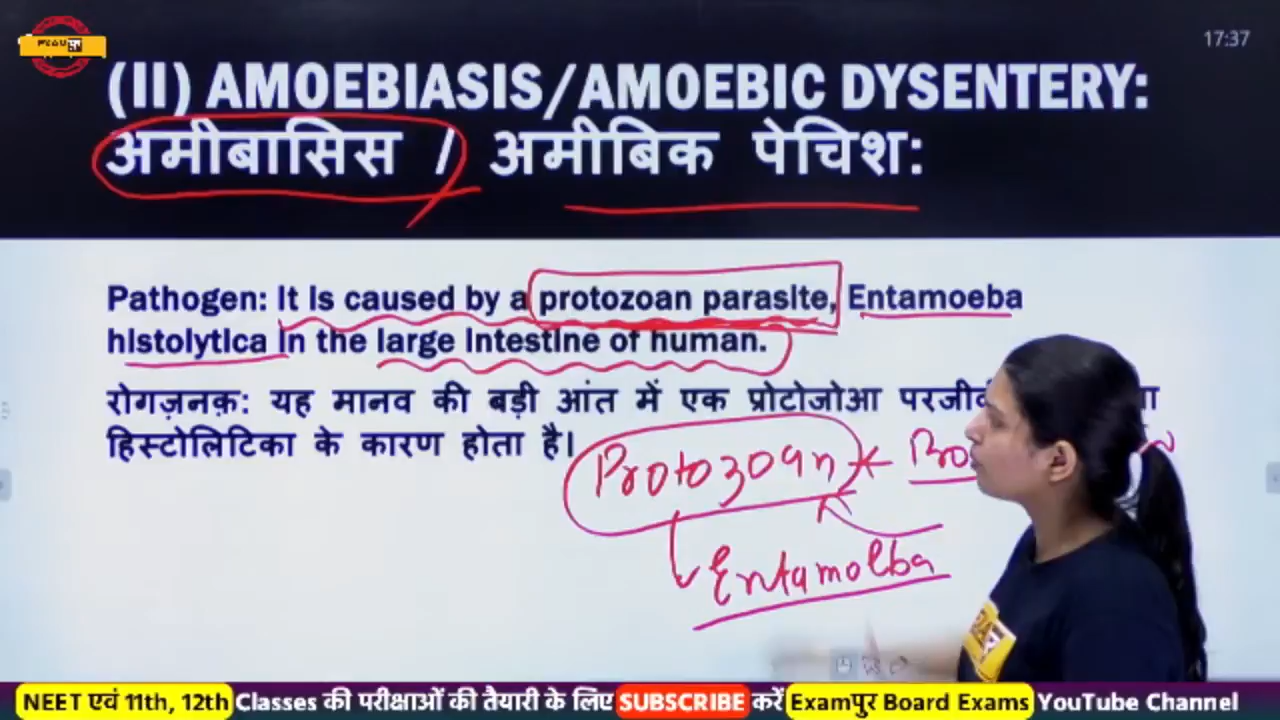 17:37
(II) AMOEBIASIS/AMOEBIC DYSENTERY:
अमीबासिस / अमीबिक पेचिश:
Pathogen: It is caused by a protozoan parasite, Entamoeba
histolytica in the large intestine of human.
रोगज़नक़: यह मानव की बड़ी आंत में एक प्रोटोजोआ
हिस्टोलिटिका के कारण होता है।
Protozoan
Entamoeba
NEET एवं 11th, 12th Classes की परीक्षाओं की तैयारी के लिए SUBSCRIBE करें Examपुर Board Exams YouTube Channel